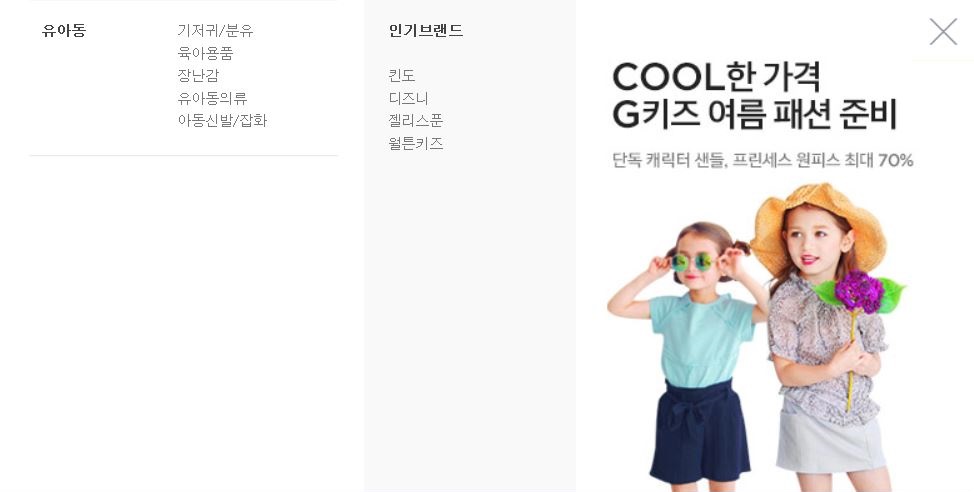 유아동
기저귀/분유
육아용품
장난감
유아동의류
아동신발/잡화
인기브랜드
킨도
디즈니
젤리스푼
월튼키즈
COOL한 가격
G키즈 여름 패션 준비
단독 캐릭터 샌들, 프린세스 원피스 최대 70%